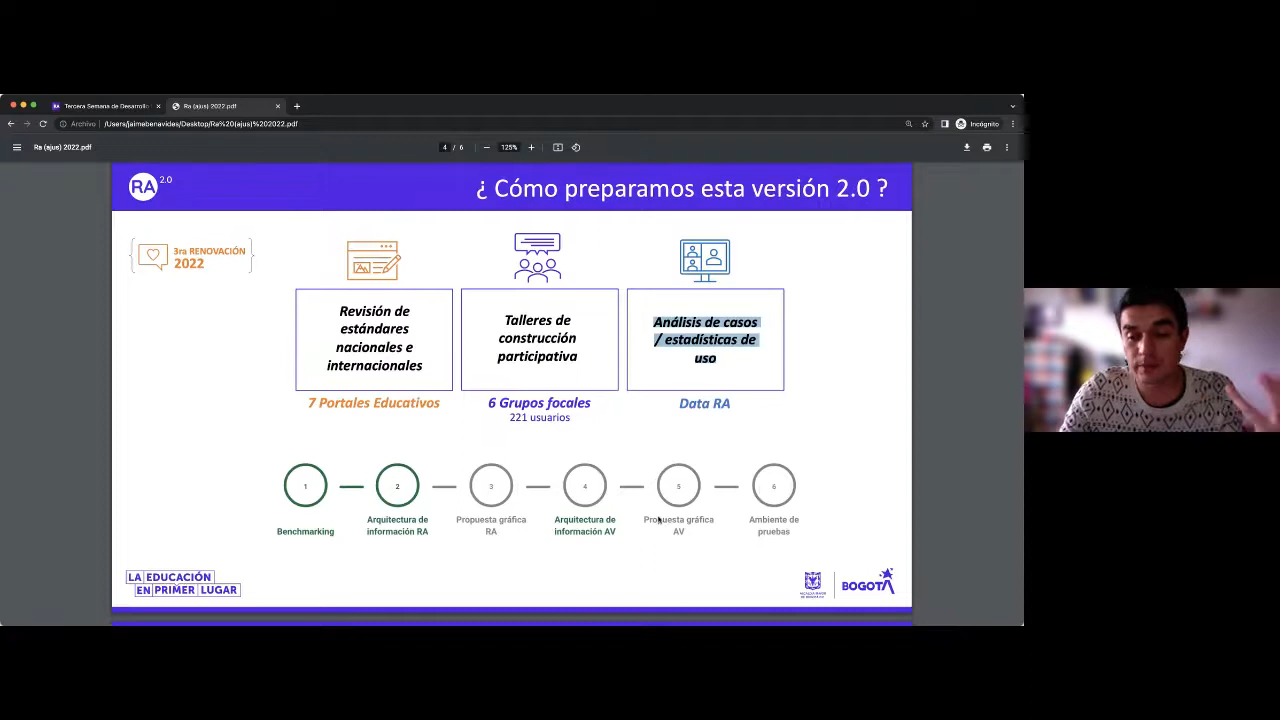 Tercera Semana de Desarrollo
Ra (ajus) 2022.pdf
Archivo
/Users/jaimebenavides/Desktop/Ra%20(ajus)%202022.pdf
Incógnito
Ra (ajus) 2022.pdf
4 / 6
125%
RA 2.0
¿ Cómo preparamos esta versión 2.0 ?
3ra RENOVACIÓN
2022
Revisión de
estándares
nacionales e
internacionales
7 Portales Educativos
Talleres de
construcción
participativa
6 Grupos focales
221 usuarios
Análisis de casos
/ estadísticas de
uso
Data RA
1
2
3
4
5
6
Benchmarking
Arquitectura de
información RA
Propuesta gráfica
RA
Arquitectura de
información AV
Propuesta gráfica
AV
Ambiente de
pruebas
LA EDUCACIÓN
EN PRIMER LUGAR
ALCALDÍA MAYOR
DE BOGOTÁ D.C.
BOGOTÁ